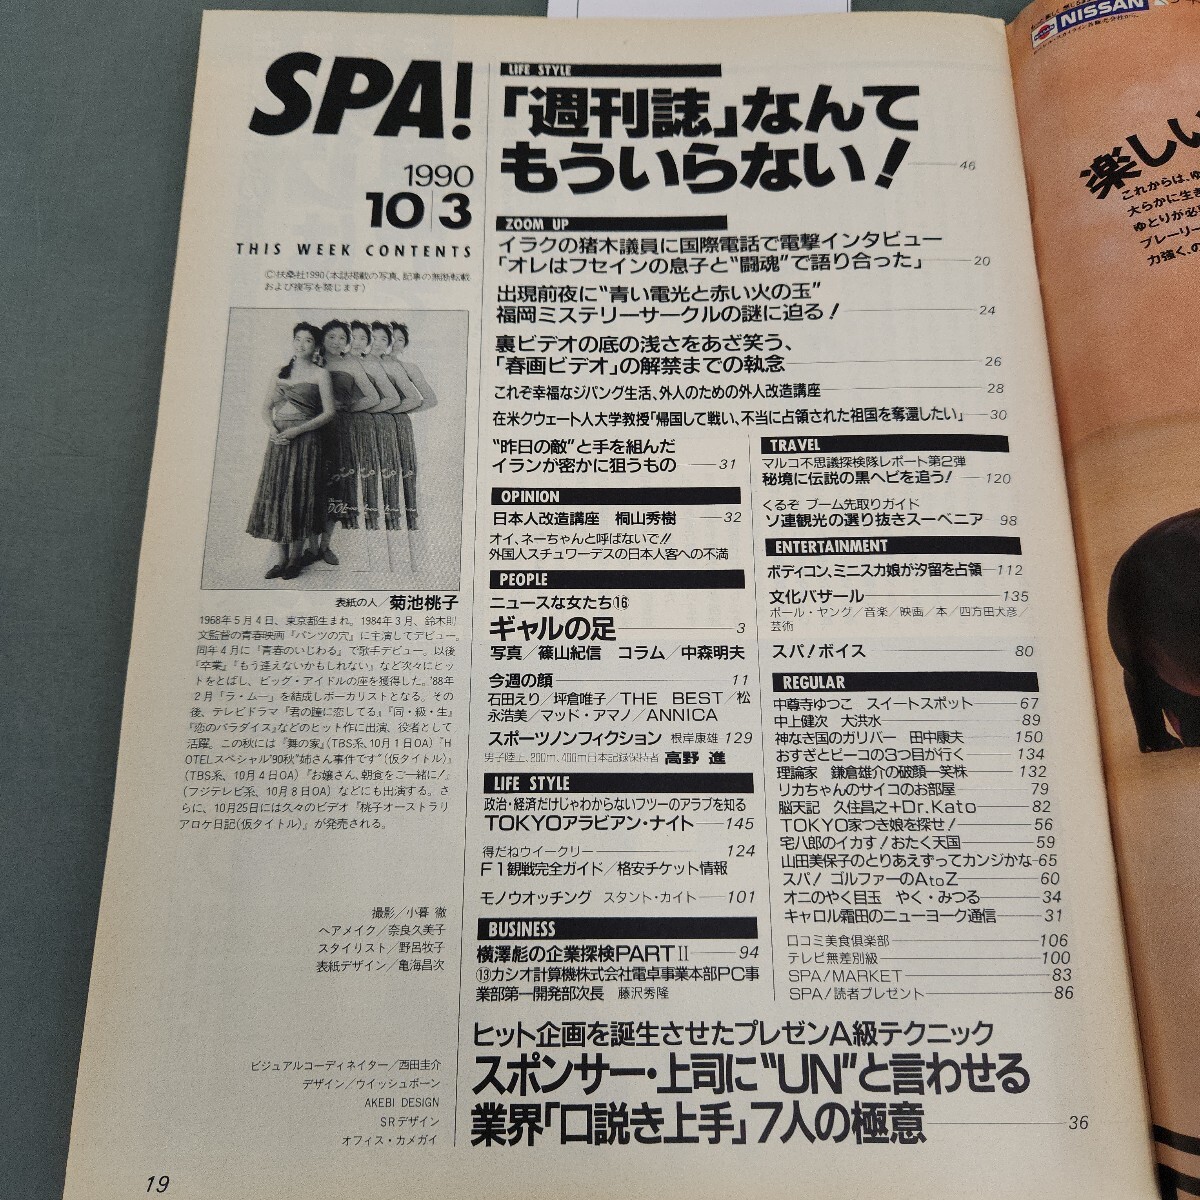 SPA!
1990
10|3
THIS WEEK CONTENTS
Ⓒ扶桑社1990〈本誌掲載の写真、記事の無断転載
および複写を禁じます〉
表紙の人／菊池桃子
1968年5月4日、東京都生まれ。1984年3月、鈴木則
文監督の青春映画『パンツの穴』に主演してデビュー。
同年4月に「青春のいじわる」で歌手デビュー。以後
「卒業」「もう逢えないかもしれない」など次々にヒッ
トをとばし、ビッグ・アイドルの座を獲得した。'88年
2月「ラ・ムー」を結成しボーカリストとなる。その
後、テレビドラマ『君の瞳に恋してる』『同・級・生』
『恋のパラダイス』などのヒット作に出演、役者として
活躍。この秋には『舞の家』(TBS系、10月1日OA)『H
OTELスペシャル'90秋“姉さん事件です”(仮タイトル)』
(TBS系、10月4日OA)『お嬢さん、朝食をご一緒に!』
(フジテレビ系、10月8日OA)などにも出演する。さ
らに、10月25日には久々のビデオ「桃子オーストラリ
アロケ日記(仮タイトル)」が発売される。
撮影／小暮 徹
ヘアメイク／奈良久美子
スタイリスト／野呂牧子
表紙デザイン／亀海昌次
ビジュアルコーディネイター／西田圭介
デザイン／ウイッシュボーン
AKEBI DESIGN
SRデザイン
オフィス・カメガイ
19
LIFE STYLE
「週刊誌」なんて
もういらない! 46
ZOOM UP
イラクの猪木議員に国際電話で電撃インタビュー
「オレはフセインの息子と“闘魂”で語り合った」 20
出現前夜に“青い電光と赤い火の玉”
福岡ミステリーサークルの謎に迫る! 24
裏ビデオの底の浅さをあざ笑う、
「春画ビデオ」の解禁までの執念 26
これぞ幸福なジパング生活、外人のための外人改造講座 28
在米クウェート人大学教授「帰国して戦い、不当に占領された祖国を奪還したい」 30
“昨日の敵”と手を組んだ
イランが密かに狙うもの 31
OPINION
日本人改造講座 桐山秀樹 32
オイ、ネーちゃんと呼ばないで!!
外国人スチュワーデスの日本人客への不満
PEOPLE
ニュースな女たち⑯
ギャルの足 3
写真／篠山紀信 コラム／中森明夫
今週の顔 11
石田えり／坪倉唯子／THE BEST／松
永浩美／マッド・アマノ／ANNICA
スポーツノンフィクション 根岸康雄 129
男子陸上、200m、400m日本記録保持者 高野 進
LIFE STYLE
政治・経済だけじゃわからないフツーのアラブを知る
TOKYOアラビアン・ナイト 145
得だねウイークリー 124
F1観戦完全ガイド／格安チケット情報
モノウオッチング スタント・カイト 101
BUSINESS
横澤彪の企業探検PARTⅡ 94
⑬カシオ計算機株式会社電卓事業本部PC事
業部第一開発部次長 藤沢秀隆
TRAVEL
マルコ不思議探検隊レポート第2弾
秘境に伝説の黒ヘビを追う! 120
くるぞ ブーム先取りガイド
ソ連観光の選り抜きスーベニア 98
ENTERTAINMENT
ボディコン、ミニスカ娘が汐留を占領 112
文化バザール 135
ポール・ヤング／音楽／映画／本／四方田犬彦／
芸術
スパ!ボイス 80
REGULAR
中尊寺ゆつこ スイートスポット 67
中上健次 大洪水 89
神なき国のガリバー 田中康夫 150
おすぎとピーコの3つ目が行く 134
理論家 鎌倉雄介の破顔一笑株 132
リカちゃんのサイコのお部屋 79
脳天記 久住昌之+Dr.Kato 82
TOKYO家つき娘を探せ! 56
宅八郎のイカす!おたく天国 59
山田美保子のとりあえずってカンジかな 65
スパ!ゴルファーのAtoZ 60
オニのやく目玉 やく・みつる 34
キャロル霜田のニューヨーク通信 31
口コミ美食倶楽部 106
テレビ無差別級 100
SPA!MARKET 83
SPA!読者プレゼント 86
ヒット企画を誕生させたプレゼンA級テクニック
スポンサー・上司に“UN”と言わせる
業界「口説き上手」7人の極意 36
NISSAN
楽しい
これからは、ゆ
大らかに生き
ゆとりが必
プレーリー
力強く、の